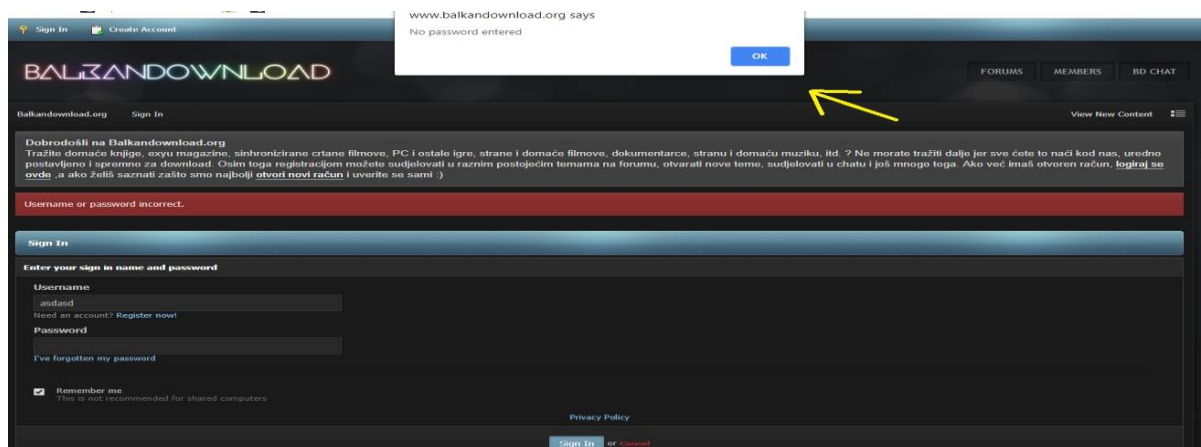 www.balkandownload.org says
No password entered
OK
Sign In Create Account
BALKANDOWNLOAD
FORUMS MEMBERS BD CHAT
Balkandownload.org Sign In View New Content
Dobrodošli na Balkandownload.org
Tražite domaće knjige, exyu magazine, sinhronizirane crtane filmove, PC i ostale igre, strane i domaće filmove, dokumentarce, stranu i domaću muziku, itd. ? Ne morate tražiti dalje jer sve ćete to naći kod nas, uredno
postavljeno i spremno za download. Osim toga registracijom možete sudjelovati u raznim postojećim temama na forumu, otvarati nove teme, sudjelovati u chatu i još mnogo toga. Ako već imaš otvoren račun, logiraj se
ovde ,a ako želiš saznati zašto smo najbolji otvori novi račun i uverite se sami :)
Username or password incorrect.
Sign In
Enter your sign in name and password
Username
asdasd
Need an account? Register now!
Password
I've forgotten my password
Remember me
This is not recommended for shared computers
Privacy Policy
Sign In or Cancel